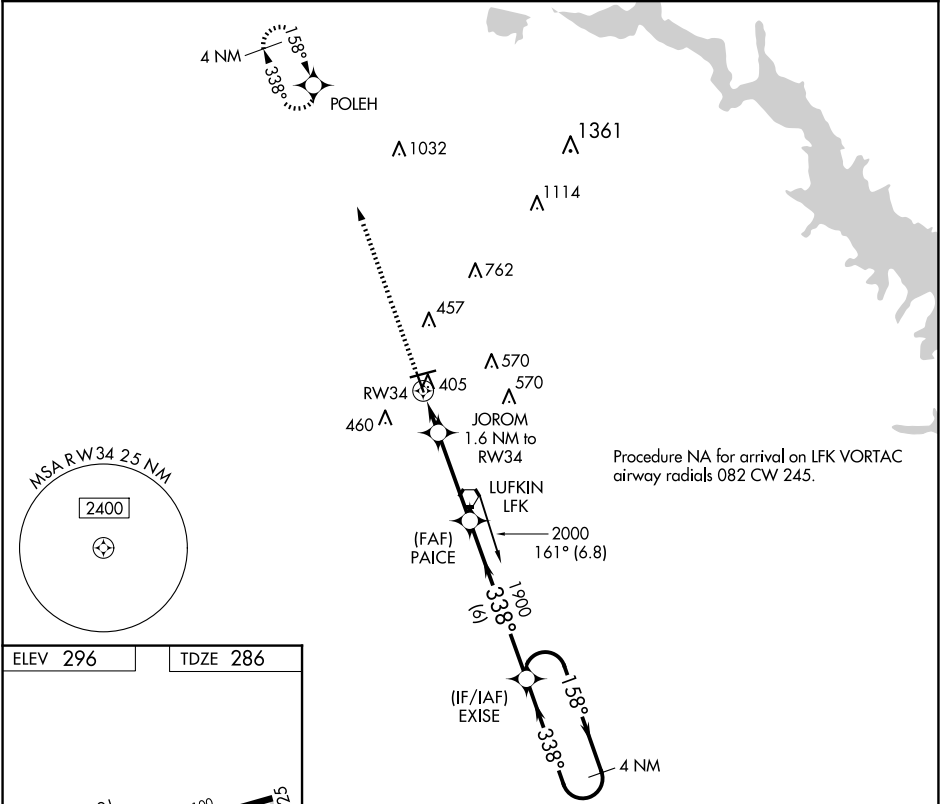 158°
4 NM
338°
POLEH
1032
1361
1114
762
457
570
RW34
405
570
460
JOROM
1.6 NM to
RW34
Procedure NA for arrival on LFK VORTAC
airway radials 082 CW 245.
MSA RW34 25 NM
2400
LUFKIN
LFK
(FAF)
PAICE
2000
161° (6.8)
1900
338°
(6)
ELEV 296
TDZE 286
(IF/IAF)
EXISE
158°
338°
4 NM
25